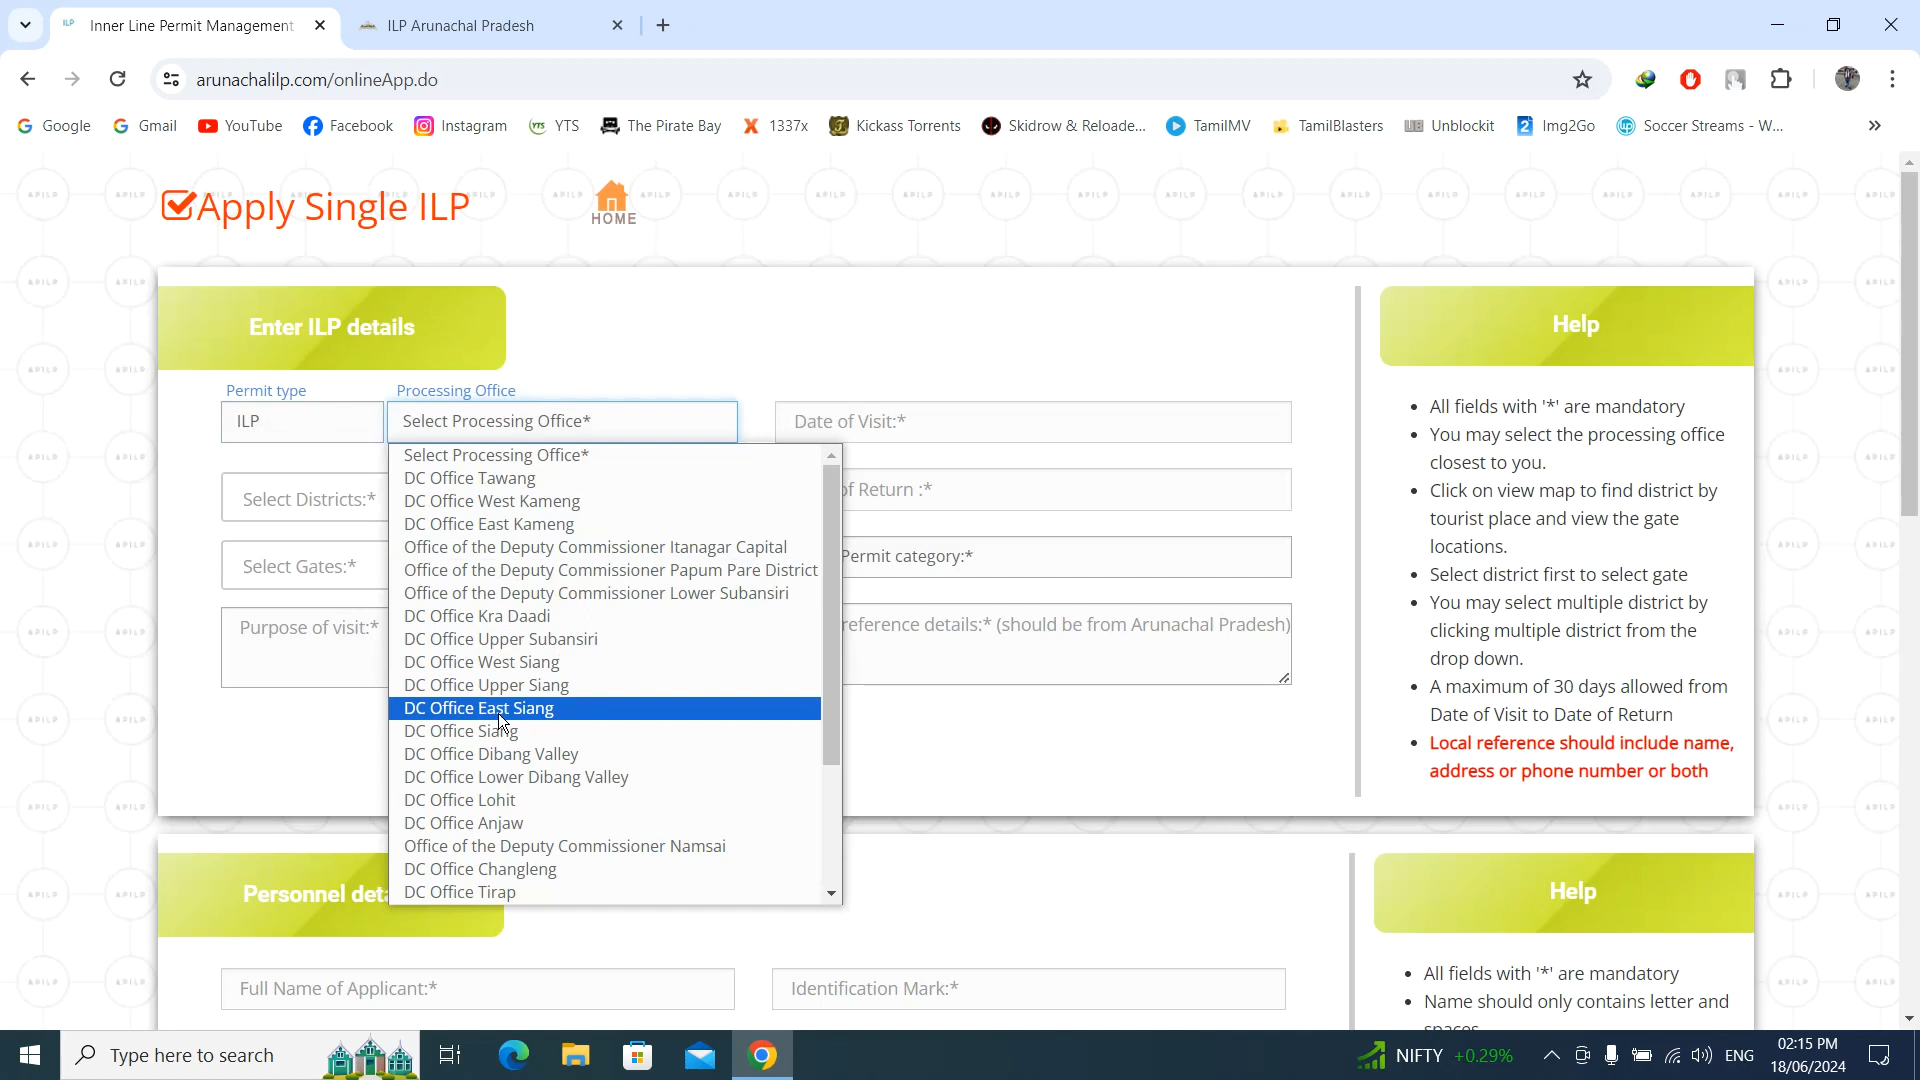 Inner Line Permit Management
ILP Arunachal Pradesh
arunachalilp.com/onlineApp.do
Google
Gmail
YouTube
Facebook
Instagram
YTS
The Pirate Bay
1337x
Kickass Torrents
Skidrow & Reloade...
TamilMV
TamilBlasters
Unblockit
Img2Go
Soccer Streams - W...
Apply Single ILP
HOME
Enter ILP details
Permit type
Processing Office
ILP
Select Processing Office*
Date of Visit:*
Select Districts:*
of Return :*
Select Gates:*
Permit category:*
Purpose of visit:*
reference details:* (should be from Arunachal Pradesh)
Select Processing Office*
DC Office Tawang
DC Office West Kameng
DC Office East Kameng
Office of the Deputy Commissioner Itanagar Capital
Office of the Deputy Commissioner Papum Pare District
Office of the Deputy Commissioner Lower Subansiri
DC Office Kra Daadi
DC Office Upper Subansiri
DC Office West Siang
DC Office Upper Siang
DC Office East Siang
DC Office Siang
DC Office Dibang Valley
DC Office Lower Dibang Valley
DC Office Lohit
DC Office Anjaw
Office of the Deputy Commissioner Namsai
DC Office Changleng
DC Office Tirap
Help
All fields with '*' are mandatory
You may select the processing office
closest to you.
Click on view map to find district by
tourist place and view the gate
locations.
Select district first to select gate
You may select multiple district by
clicking multiple district from the
drop down.
A maximum of 30 days allowed from
Date of Visit to Date of Return
Local reference should include name,
address or phone number or both
Personnel deta
Full Name of Applicant:*
Identification Mark:*
Help
All fields with '*' are mandatory
Name should only contains letter and
spaces
Type here to search
NIFTY +0.29%
ENG
02:15 PM
18/06/2024